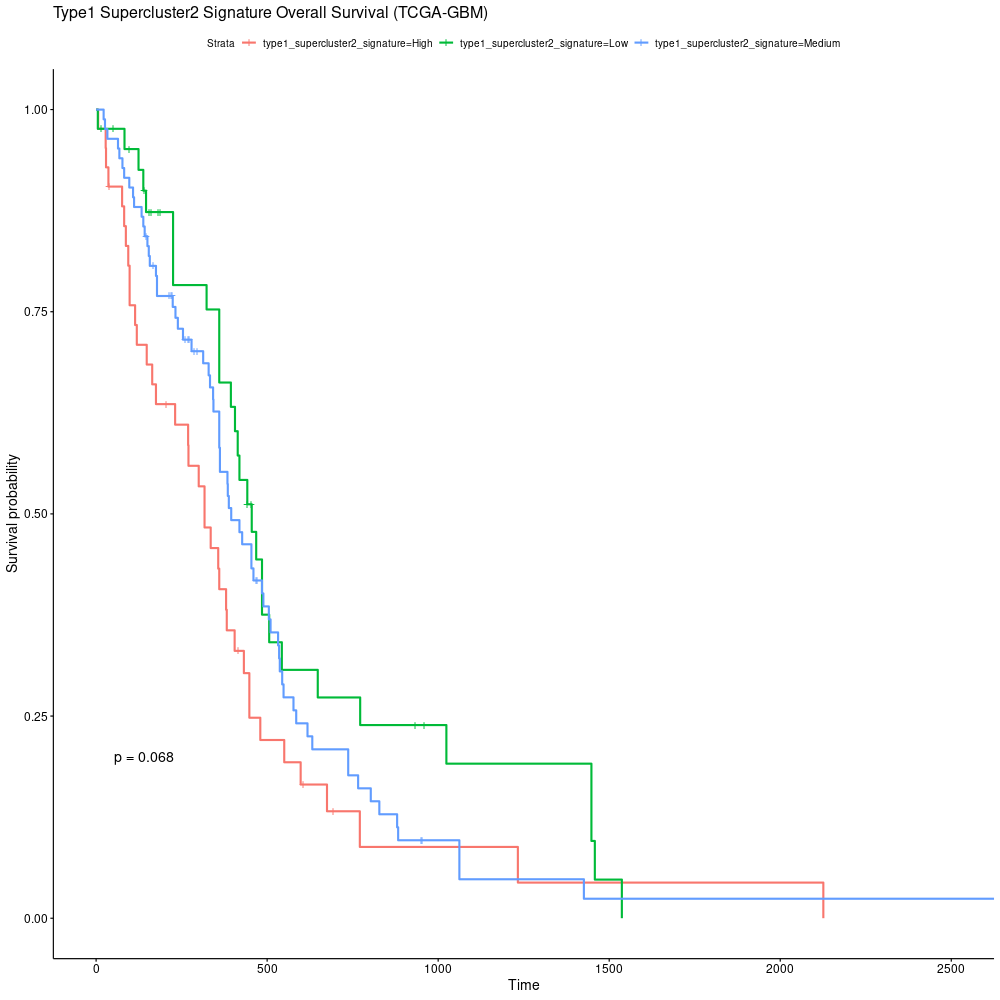 Type1 Supercluster2 Signature Overall Survival (TCGA-GBM)
Strata type1_supercluster2_signature=High type1_supercluster2_signature=Low type1_supercluster2_signature=Medium
Survival probability
1.00
0.75
0.50
0.25
0.00
p = 0.068
0 500 1000 1500 2000 2500
Time